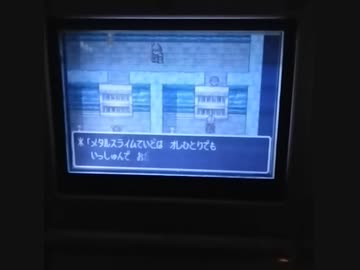 *「メタルスライムていどは オレひとりでも
いっしゅんで お